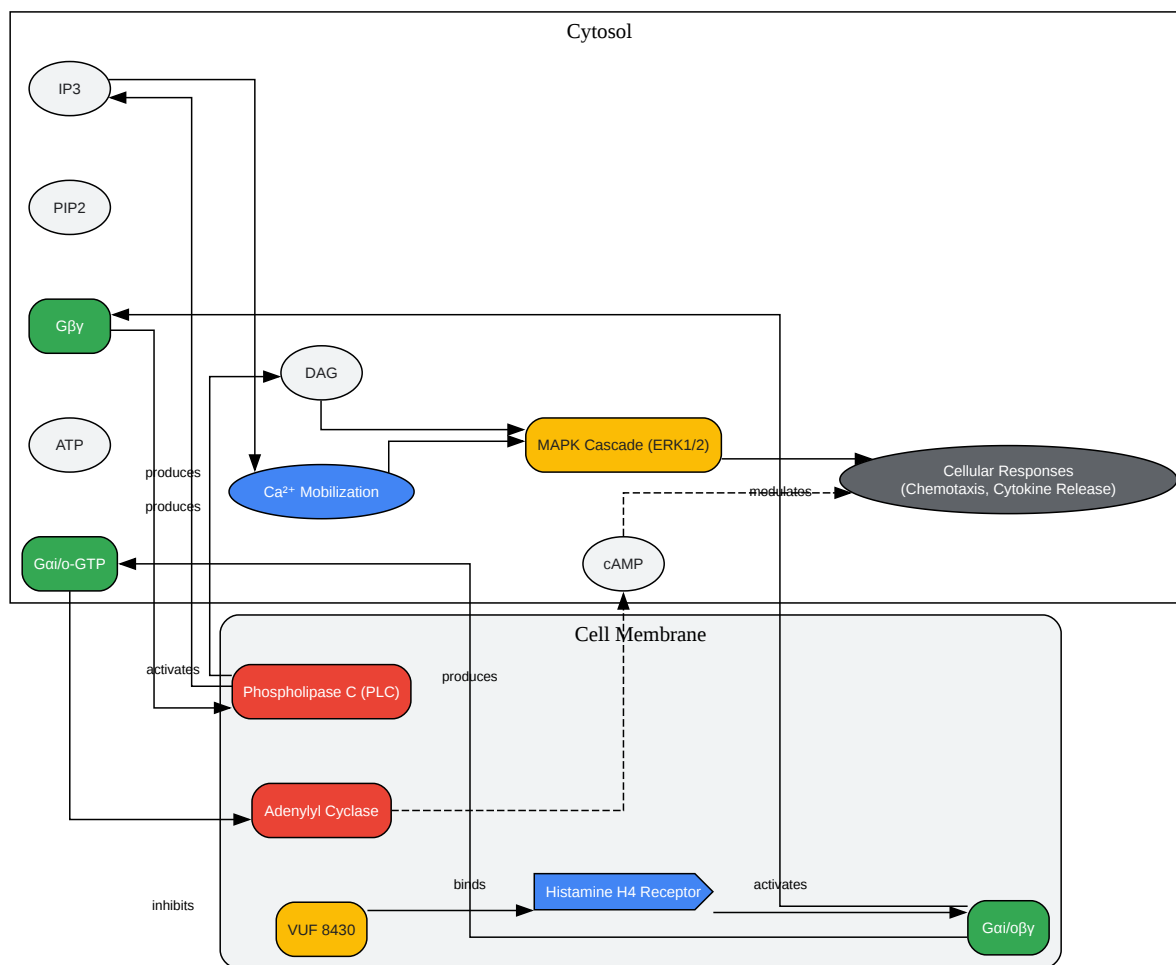 Cytosol
IP3
PIP2
Gβγ
DAG
ATP
MAPK Cascade (ERK1/2)
produces
Ca²⁺ Mobilization
Cellular Responses
(Chemotaxis, Cytokine Release)
modulates
produces
Gαi/o-GTP
cAMP
Cell Membrane
activates
produces
Phospholipase C (PLC)
Adenylyl Cyclase
binds
Histamine H4 Receptor
activates
inhibits
VUF 8430
Gαi/oβγ